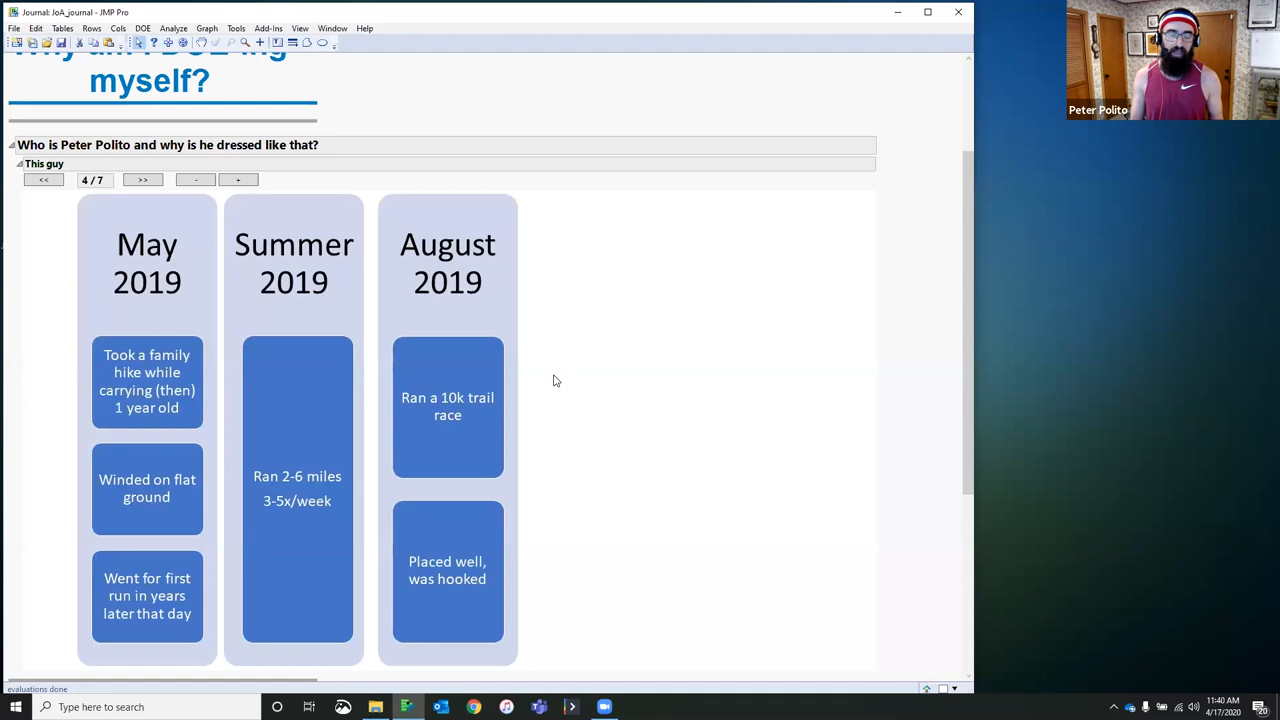 Journal: JoA_journal - JMP Pro
File Edit Tables Rows Cols DOE Analyze Graph Tools Add-Ins View Window Help
myself?
Who is Peter Polito and why is he dressed like that?
This guy
<< 4 / 7 >> - +
May
2019
Took a family
hike while
carrying (then)
1 year old
Winded on flat
ground
Went for first
run in years
later that day
Summer
2019
Ran 2-6 miles
3-5x/week
August
2019
Ran a 10k trail
race
Placed well,
was hooked
evaluations done
Type here to search
11:40 AM
4/17/2020
20
Peter Polito